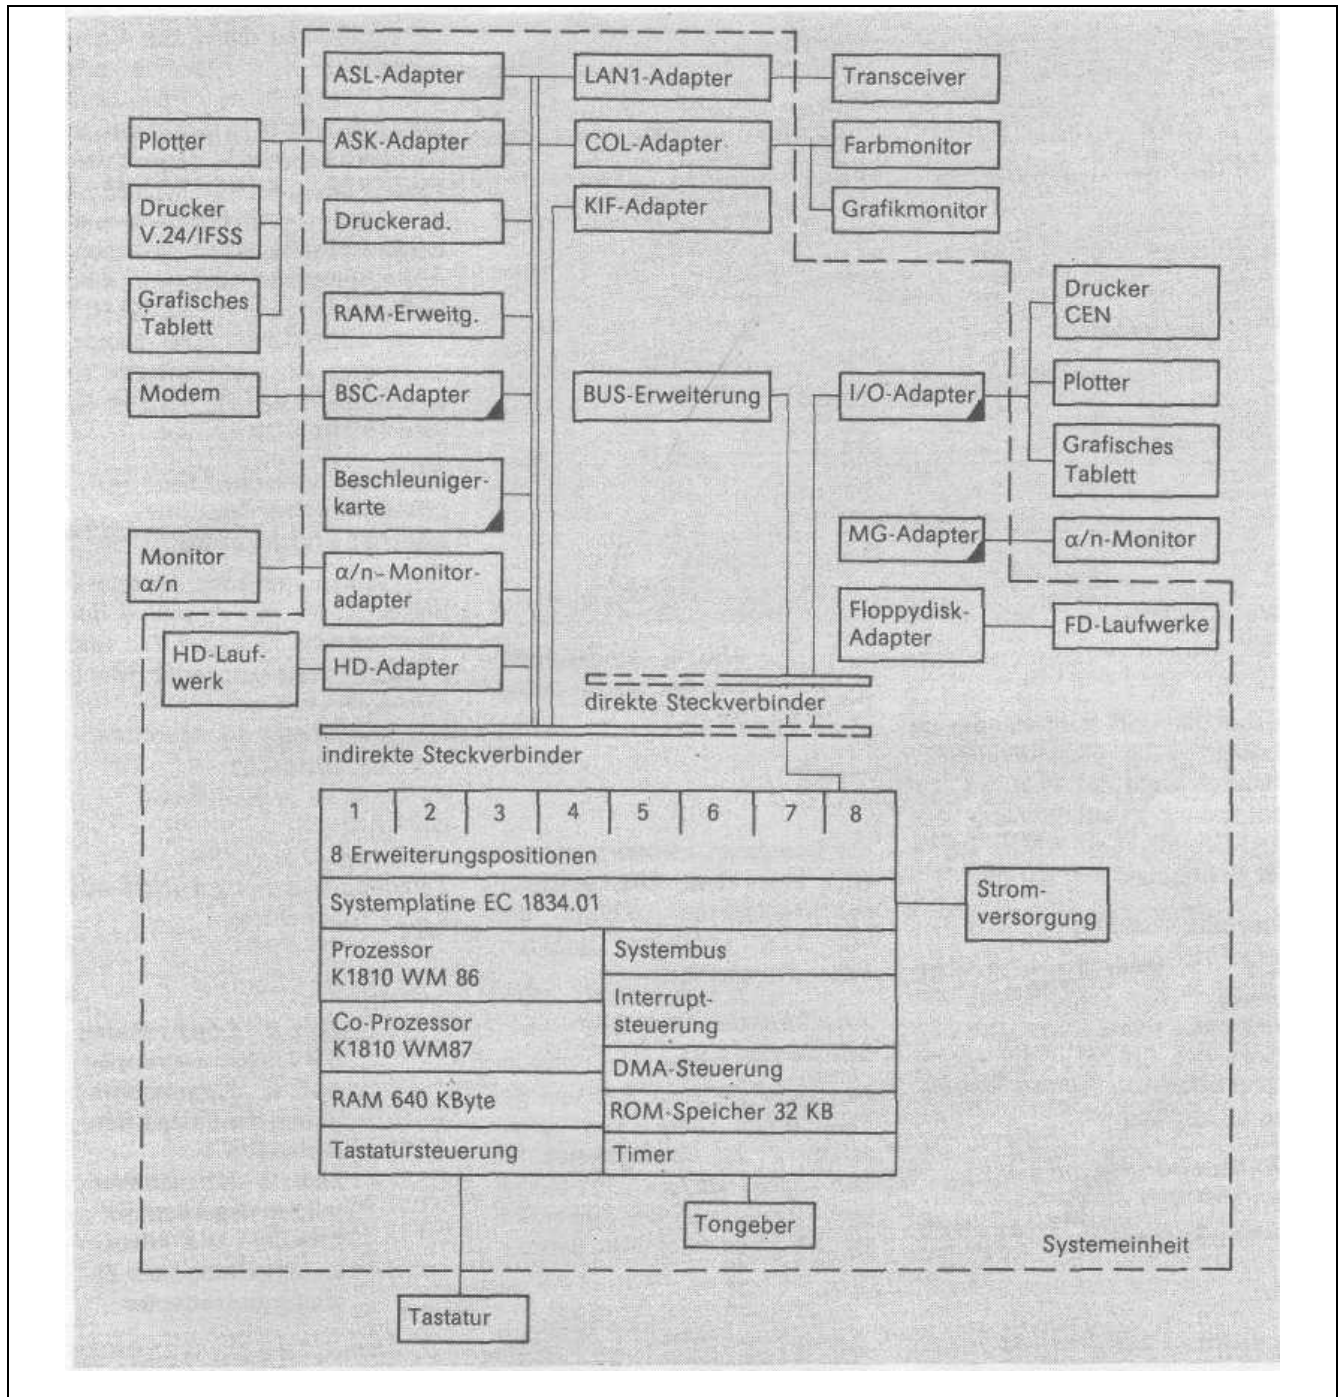 ASL-Adapter
LAN1-Adapter
Transceiver
Plotter
ASK-Adapter
COL-Adapter
Farbmonitor
Drucker
V.24/IFSS
Druckerad.
KIF-Adapter
Grafikmonitor
Grafisches
Tablett
RAM-Erweitg.
Drucker
CEN
Modem
BSC-Adapter
BUS-Erweiterung
I/O-Adapter
Plotter
Grafisches
Tablett
Beschleuniger-
karte
Monitor
α/n
α/n-Monitor-
adapter
MG-Adapter
α/n-Monitor
Floppydisk-
Adapter
FD-Laufwerke
HD-Lauf-
werk
HD-Adapter
direkte Steckverbinder
indirekte Steckverbinder
1 2 3 4 5 6 7 8
8 Erweiterungspositionen
Systemplatine EC 1834.01
Strom-
versorgung
Prozessor
K1810 WM 86
Systembus
Interrupt-
steuerung
Co-Prozessor
K1810 WM87
DMA-Steuerung
RAM 640 KByte
ROM-Speicher 32 KB
Tastatursteuerung
Timer
Tongeber
Systemeinheit
Tastatur